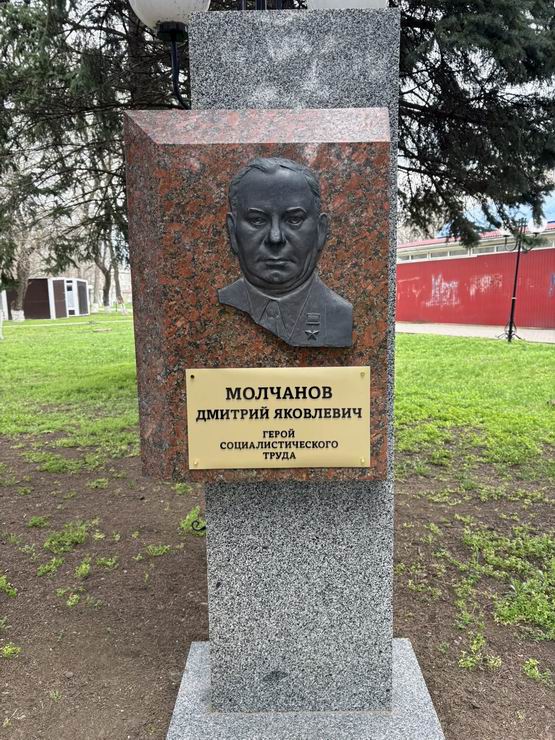 МОЛЧАНОВ
ДМИТРИЙ ЯКОВЛЕВИЧ
ГЕРОЙ
СОЦИАЛИСТИЧЕСКОГО
ТРУДА